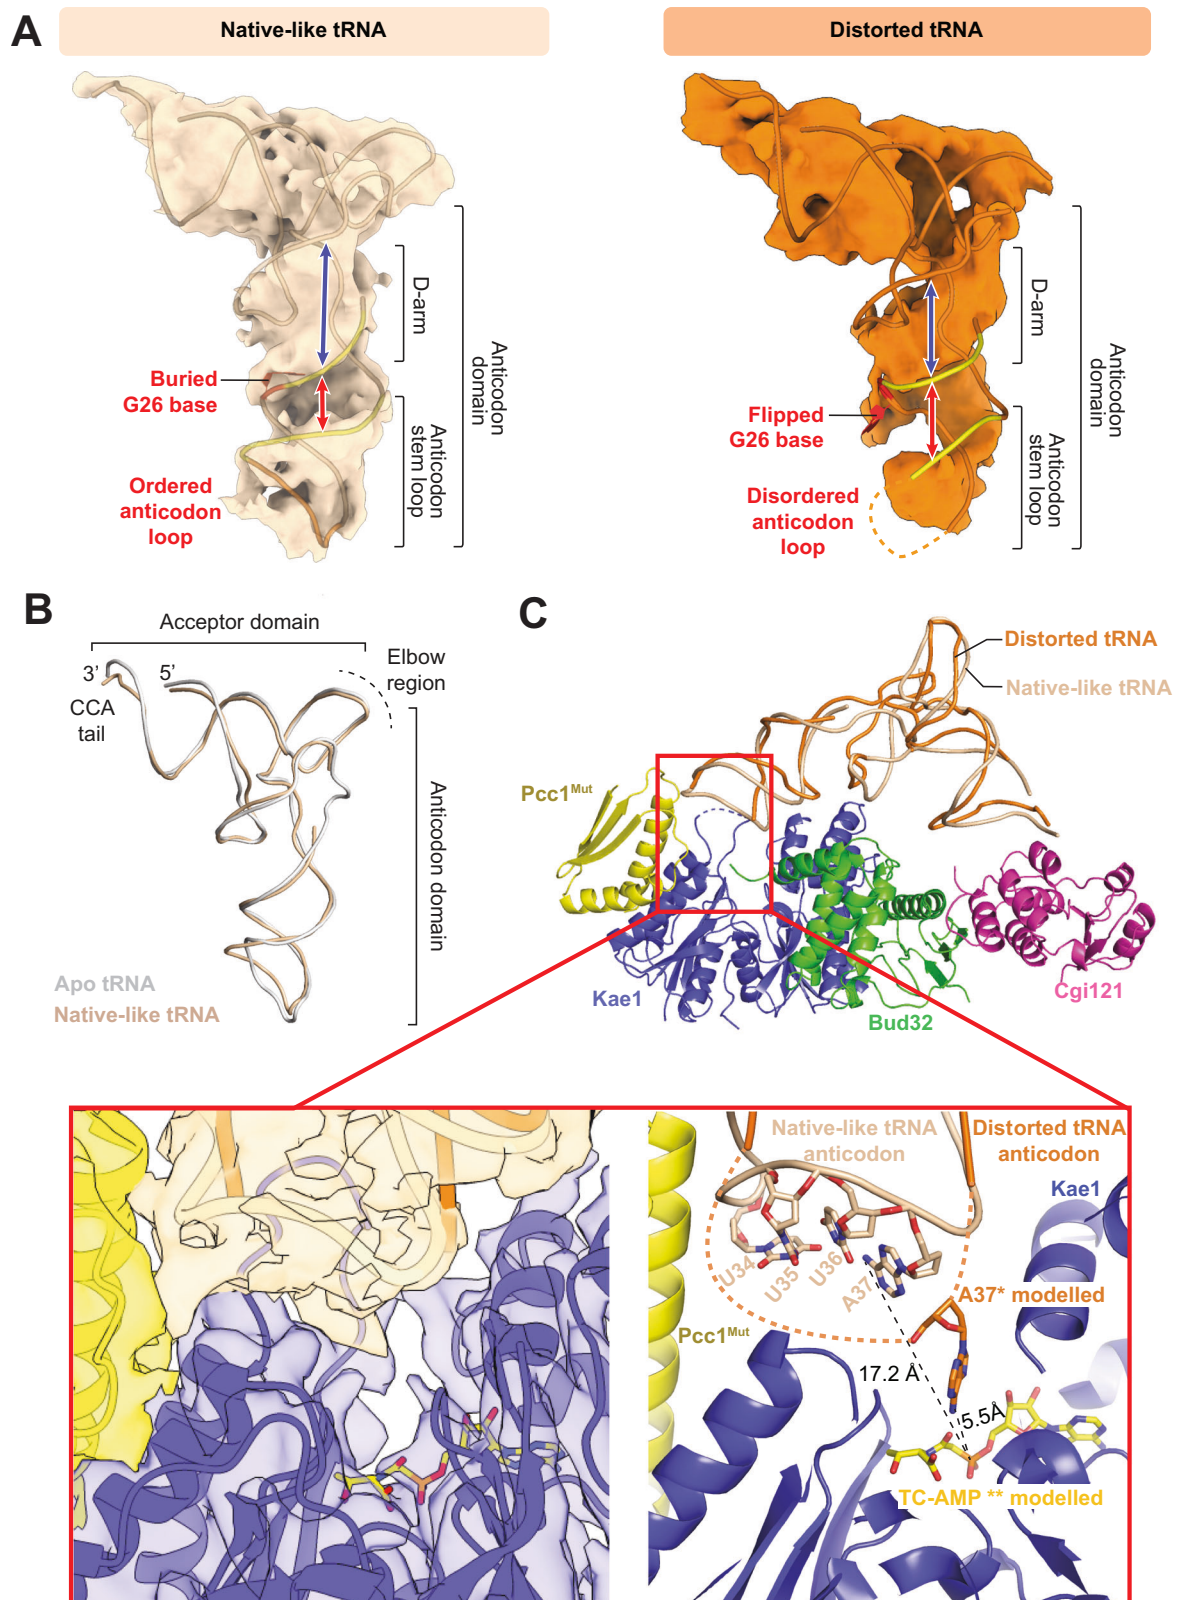 A
Native-like tRNA
Distorted tRNA
D-arm
Anticodon
domain
Buried
G26 base
Anticodon
stem loop
Ordered
anticodon
loop
D-arm
Anticodon
domain
Flipped
G26 base
Anticodon
stem loop
Disordered
anticodon
loop
B
Acceptor domain
3’
5’
Elbow
region
CCA
tail
Anticodon domain
Apo tRNA
Native-like tRNA
C
Distorted tRNA
Native-like tRNA
Pcc1Mut
Kae1
Bud32
Cgi121
Native-like tRNA
anticodon
Distorted tRNA
anticodon
Kae1
U34
U35
U36
A37
A37* modelled
Pcc1Mut
17.2 Å
5.5Å
TC-AMP ** modelled